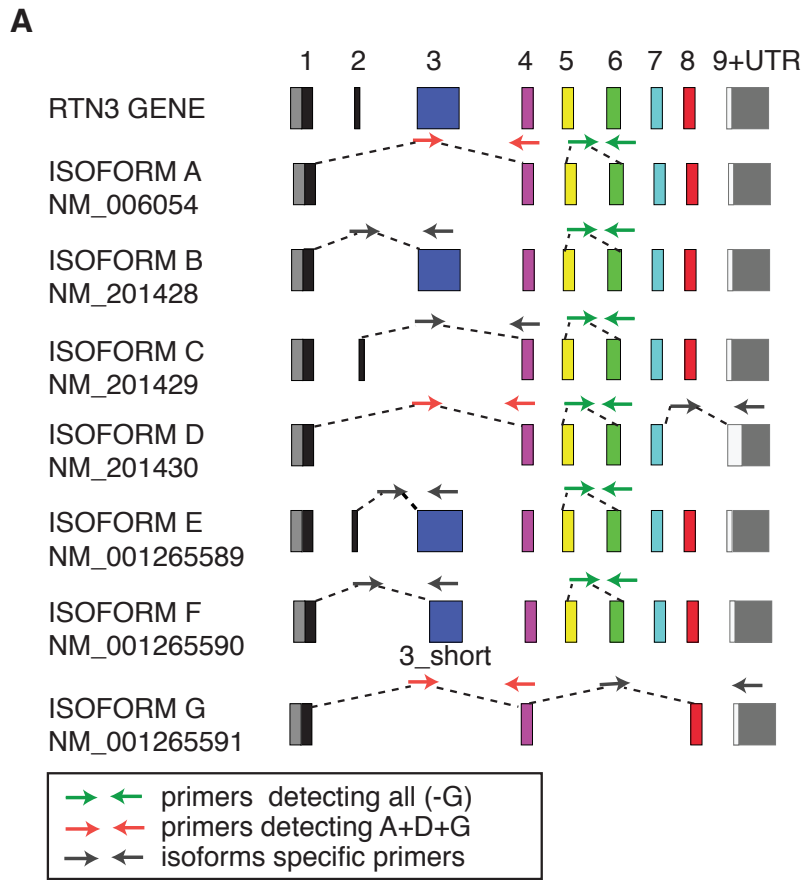 A
1 2 3 4 5 6 7 8 9+UTR
RTN3 GENE
ISOFORM A
NM_006054
ISOFORM B
NM_201428
ISOFORM C
NM_201429
ISOFORM D
NM_201430
ISOFORM E
NM_001265589
ISOFORM F
NM_001265590
3_short
ISOFORM G
NM_001265591
primers detecting all (-G)
primers detecting A+D+G
isoforms specific primers